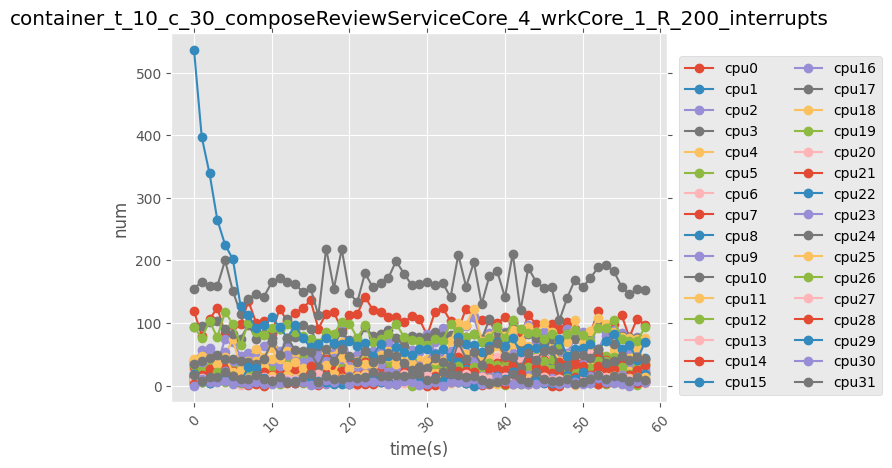 container_t_10_c_30_composeReviewServiceCore_4_wrkCore_1_R_200_interrupts
500
400
300
200
100
0
num
0
10
20
30
40
50
60
time(s)
cpu0
cpu1
cpu2
cpu3
cpu4
cpu5
cpu6
cpu7
cpu8
cpu9
cpu10
cpu11
cpu12
cpu13
cpu14
cpu15
cpu16
cpu17
cpu18
cpu19
cpu20
cpu21
cpu22
cpu23
cpu24
cpu25
cpu26
cpu27
cpu28
cpu29
cpu30
cpu31